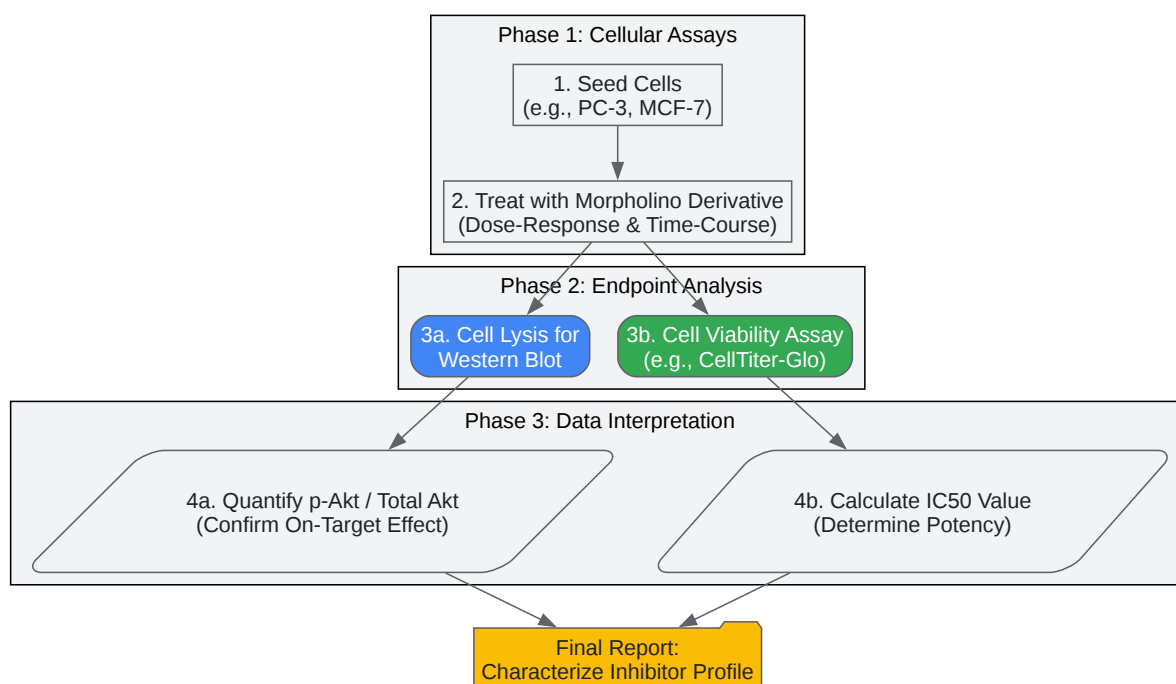 Phase 1: Cellular Assays
1. Seed Cells
(e.g., PC-3, MCF-7)
2. Treat with Morpholino Derivative
(Dose-Response & Time-Course)
Phase 2: Endpoint Analysis
3a. Cell Lysis for
Western Blot
3b. Cell Viability Assay
(e.g., CellTiter-Glo)
Phase 3: Data Interpretation
4a. Quantify p-Akt / Total Akt
(Confirm On-Target Effect)
4b. Calculate IC50 Value
(Determine Potency)
Final Report:
Characterize Inhibitor Profile